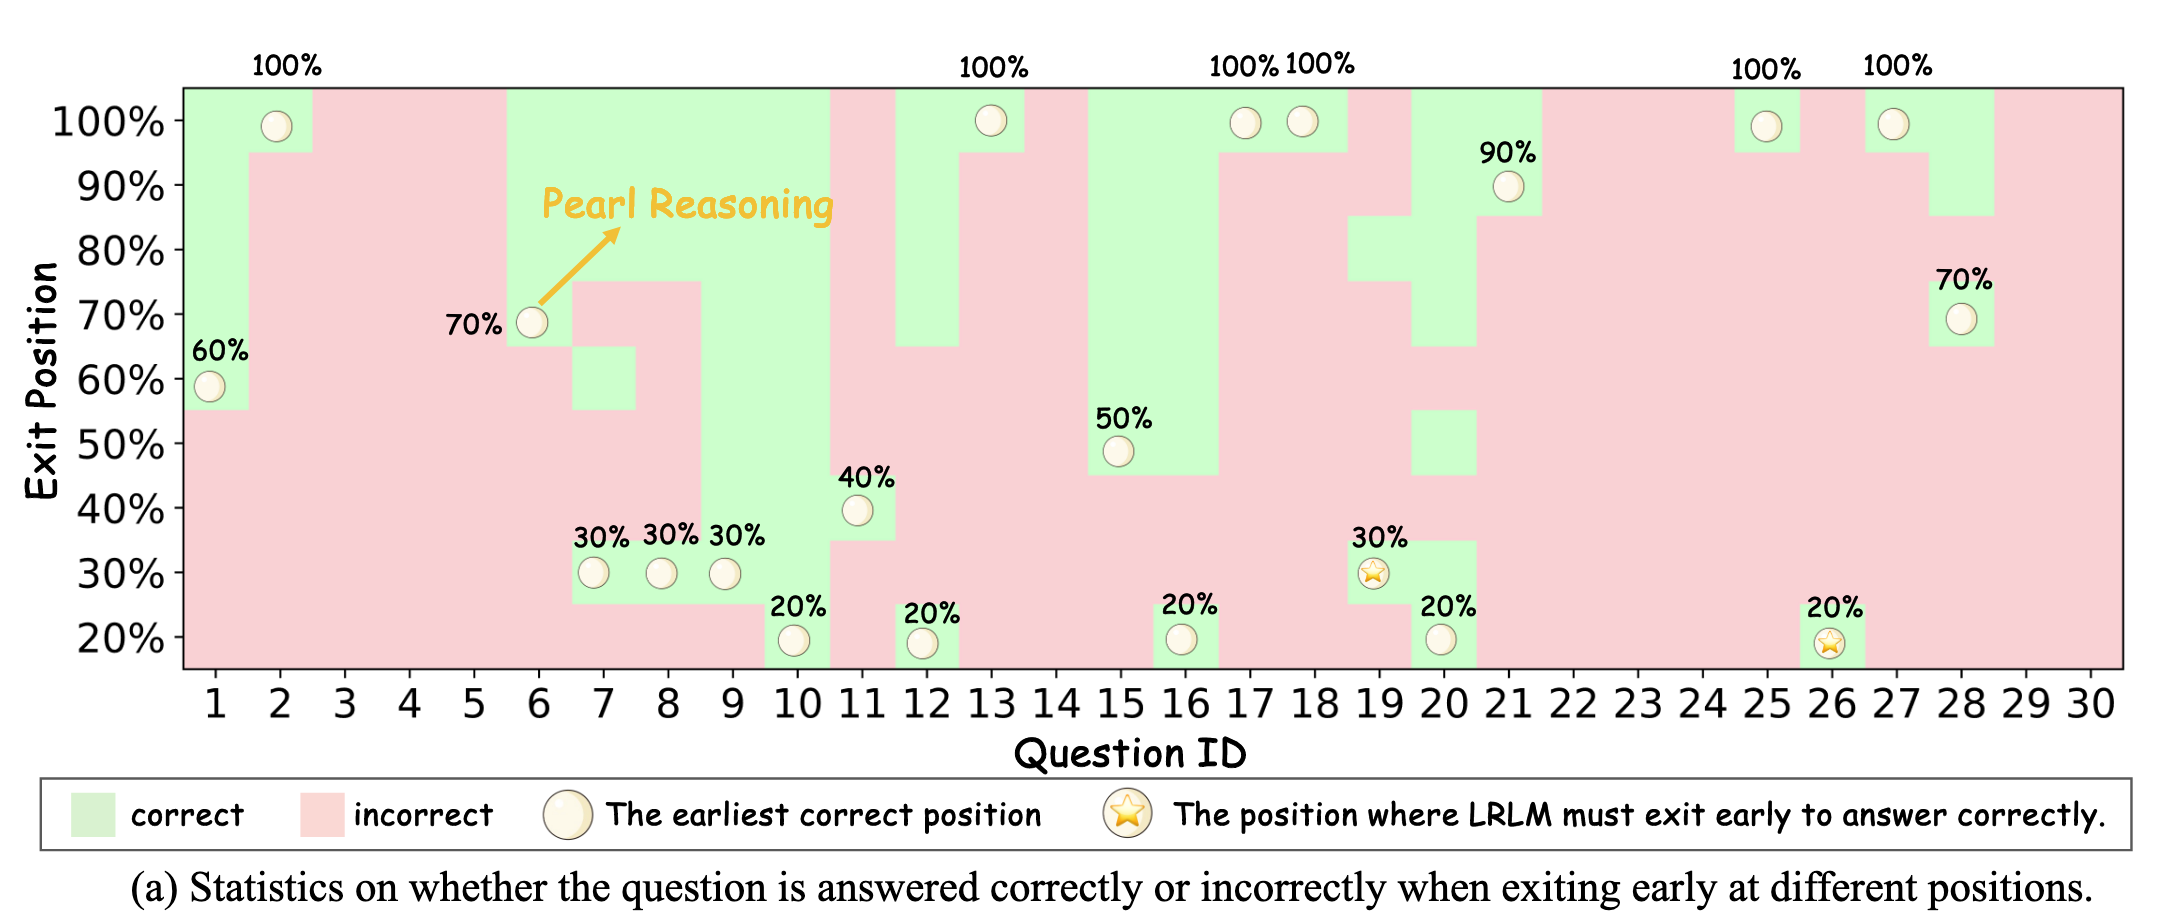 100% 100% 100% 100% 100% 100%
100%
90%
80%
70%
60%
50%
40%
30%
20%
Exit Position
Pearl Reasoning
90%
70%
70%
60%
50%
40%
30% 30% 30% 30%
20% 20% 20% 20% 20%
1 2 3 4 5 6 7 8 9 10 11 12 13 14 15 16 17 18 19 20 21 22 23 24 25 26 27 28 29 30
Question ID
correct incorrect The earliest correct position The position where LRLM must exit early to answer correctly.
(a) Statistics on whether the question is answered correctly or incorrectly when exiting early at different positions.